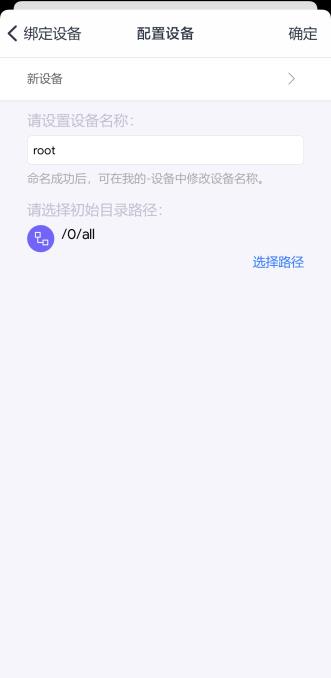 绑定设备 配置设备 确定
新设备
请设置设备名称：
root
命名成功后，可在我的-设备中修改设备名称。
请选择初始目录路径：
/0/all
选择路径